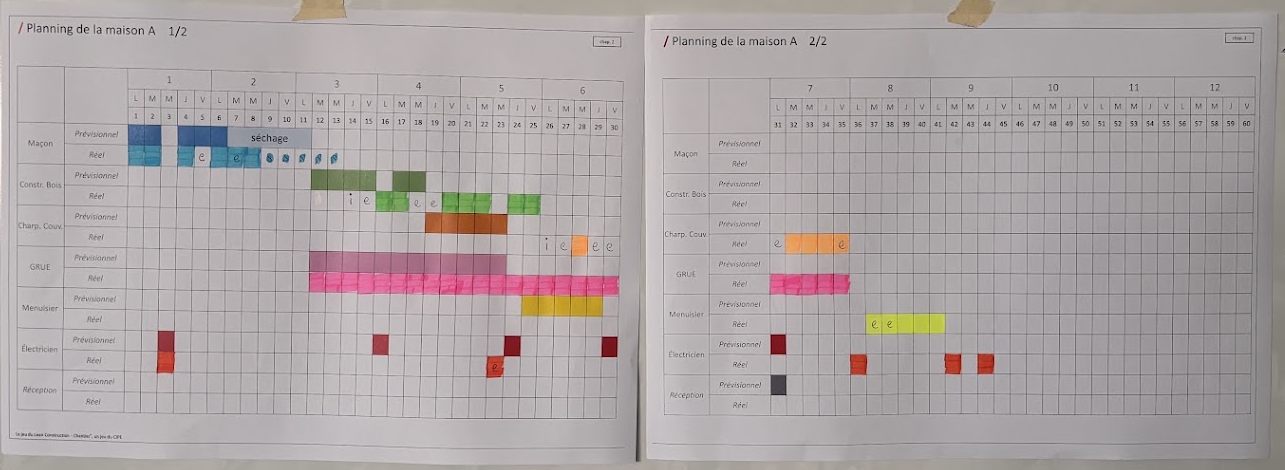 / Planning de la maison A 1/2
chap. 2
1 2 3 4 5 6
L M M J V L M M J V L M M J V L M M J V L M M J V L M M J V
1 2 3 4 5 6 7 8 9 10 11 12 13 14 15 16 17 18 19 20 21 22 23 24 25 26 27 28 29 30
Maçon
Prévisionnel séchage
Réel e e
Constr. Bois
Prévisionnel
Réel i e e e
Charp. Couv.
Prévisionnel
Réel i e e e
GRUE
Prévisionnel
Réel
Menuisier
Prévisionnel
Réel
Électricien
Prévisionnel
Réel e
Réception
Prévisionnel
Réel
/ Planning de la maison A 2/2
chap. 2
7 8 9 10 11 12
L M M J V L M M J V L M M J V L M M J V L M M J V L M M J V
31 32 33 34 35 36 37 38 39 40 41 42 43 44 45 46 47 48 49 50 51 52 53 54 55 56 57 58 59 60
Maçon
Prévisionnel
Réel
Constr. Bois
Prévisionnel
Réel
Charp. Couv.
Prévisionnel
Réel e e
GRUE
Prévisionnel
Réel
Menuisier
Prévisionnel
Réel e e
Électricien
Prévisionnel
Réel
Réception
Prévisionnel
Réel